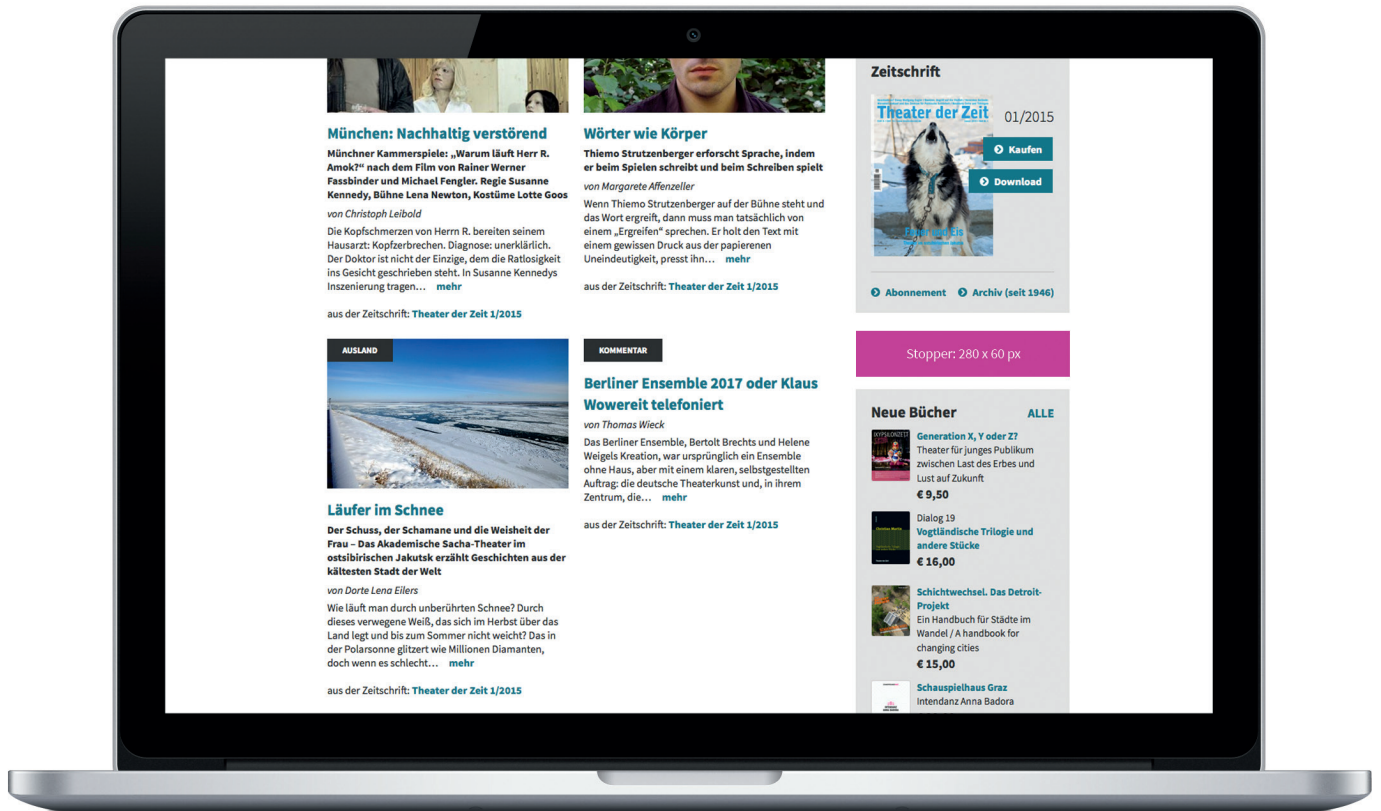 München: Nachhaltig verstörend
Münchner Kammerspiele: „Warum läuft Herr R.
Amok?“ nach dem Film von Rainer Werner
Fassbinder und Michael Fengler. Regie Susanne
Kennedy, Bühne Lena Newton, Kostüme Lotte Goos
von Christoph Leibold
Die Kopfschmerzen von Herrn R. bereiten seinem
Hausarzt: Kopfzerbrechen. Diagnose: unerklärlich.
Der Doktor ist nicht der Einzige, dem die Ratlosigkeit
ins Gesicht geschrieben steht. In Susanne Kennedys
Inszenierung tragen… mehr
aus der Zeitschrift: Theater der Zeit 1/2015
Wörter wie Körper
Thiemo Strutzenberger erforscht Sprache, indem
er beim Spielen schreibt und beim Schreiben spielt
von Margarete Affenzeller
Wenn Thiemo Strutzenberger auf der Bühne steht und
das Wort ergreift, dann muss man tatsächlich von
einem „Ergreifen“ sprechen. Er holt den Text mit
einem gewissen Druck aus der papierenen
Uneindeutigkeit, presst ihn… mehr
aus der Zeitschrift: Theater der Zeit 1/2015
AUSLAND
Läufer im Schnee
Der Schuss, der Schamane und die Weisheit der
Frau – Das Akademische Sacha-Theater im
ostsibirischen Jakutsk erzählt Geschichten aus der
kältesten Stadt der Welt
von Dorte Lena Eilers
Wie läuft man durch unberührten Schnee? Durch
dieses verwegene Weiß, das sich im Herbst über das
Land legt und bis zum Sommer nicht weicht? Das in
der Polarsonne glitzert wie Millionen Diamanten,
doch wenn es schlecht… mehr
aus der Zeitschrift: Theater der Zeit 1/2015
KOMMENTAR
Berliner Ensemble 2017 oder Klaus
Wowereit telefoniert
von Thomas Wieck
Das Berliner Ensemble, Bertolt Brechts und Helene
Weigels Kreation, war ursprünglich ein Ensemble
ohne Haus, aber mit einem klaren, selbstgestellten
Auftrag: die deutsche Theaterkunst und, in ihrem
Zentrum, die… mehr
aus der Zeitschrift: Theater der Zeit 1/2015
Zeitschrift
Theater der Zeit
Feuer und Eis
01/2015
Kaufen
Download
Abonnement Archiv (seit 1946)
Stopper: 280 x 60 px
Neue Bücher ALLE
Generation X, Y oder Z?
Theater für junges Publikum
zwischen Last des Erbes und
Lust auf Zukunft
€ 9,50
Dialog 19
Vogtländische Trilogie und
andere Stücke
€ 16,00
Schichtwechsel. Das Detroit-
Projekt
Ein Handbuch für Städte im
Wandel / A handbook for
changing cities
€ 15,00
Schauspielhaus Graz
Intendanz Anna Badora